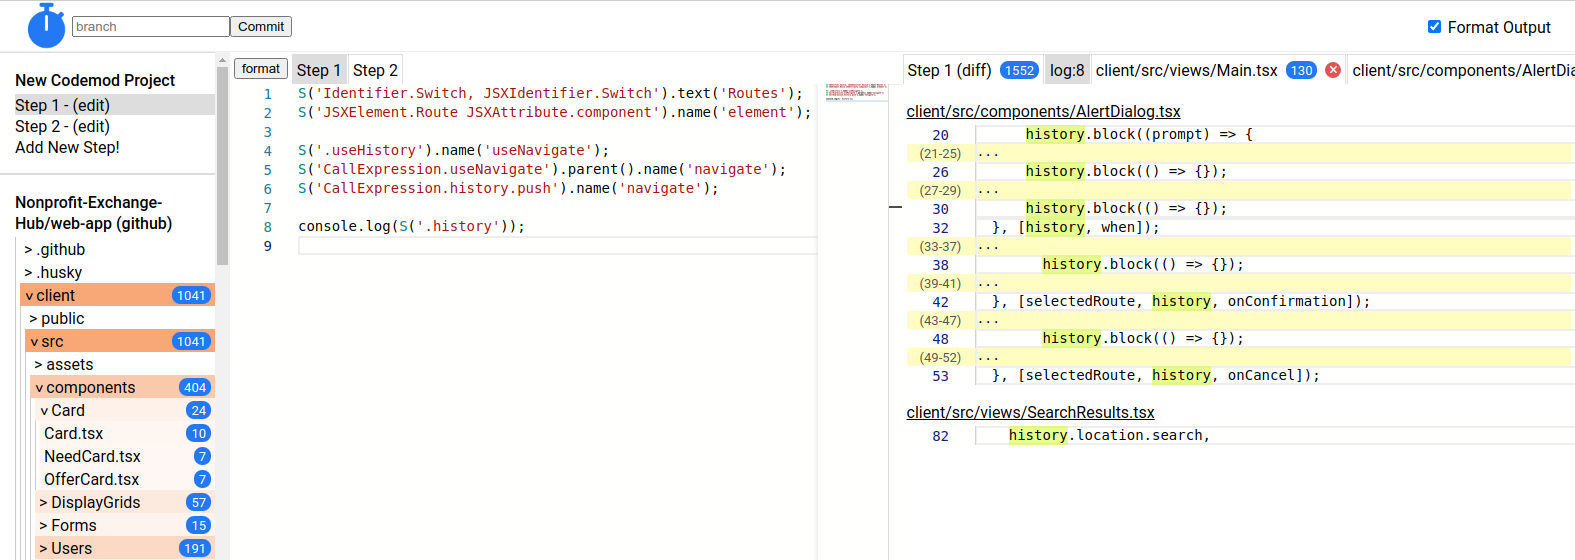 branch
Commit
Format Output
New Codemod Project
Step 1 - (edit)
Step 2 - (edit)
Add New Step!
Nonprofit-Exchange-
Hub/web-app (github)
> .github
> .husky
v client 1041
> public
v src 1041
> assets
v components 404
v Card 24
Card.tsx 10
NeedCard.tsx 7
OfferCard.tsx 7
> DisplayGrids 57
> Forms 15
> Users 191
format Step 1 Step 2
1 S('Identifier.Switch, JSXIdentifier.Switch').text('Routes');
2 S('JSXElement.Route JSXAttribute.component').name('element');
3
4 S('.useHistory').name('useNavigate');
5 S('CallExpression.useNavigate').parent().name('navigate');
6 S('CallExpression.history.push').name('navigate');
7
8 console.log(S('.history'));
9
Step 1 (diff) 1552 log:8 client/src/views/Main.tsx 130 client/src/components/AlertDia
client/src/components/AlertDialog.tsx
20 history.block((prompt) => {
(21-25) ...
26 history.block(() => {});
(27-29) ...
30 history.block(() => {});
32 }, [history, when]);
(33-37) ...
38 history.block(() => {});
(39-41) ...
42 }, [selectedRoute, history, onConfirmation]);
(43-47) ...
48 history.block(() => {});
(49-52) ...
53 }, [selectedRoute, history, onCancel]);
client/src/views/SearchResults.tsx
82 history.location.search,